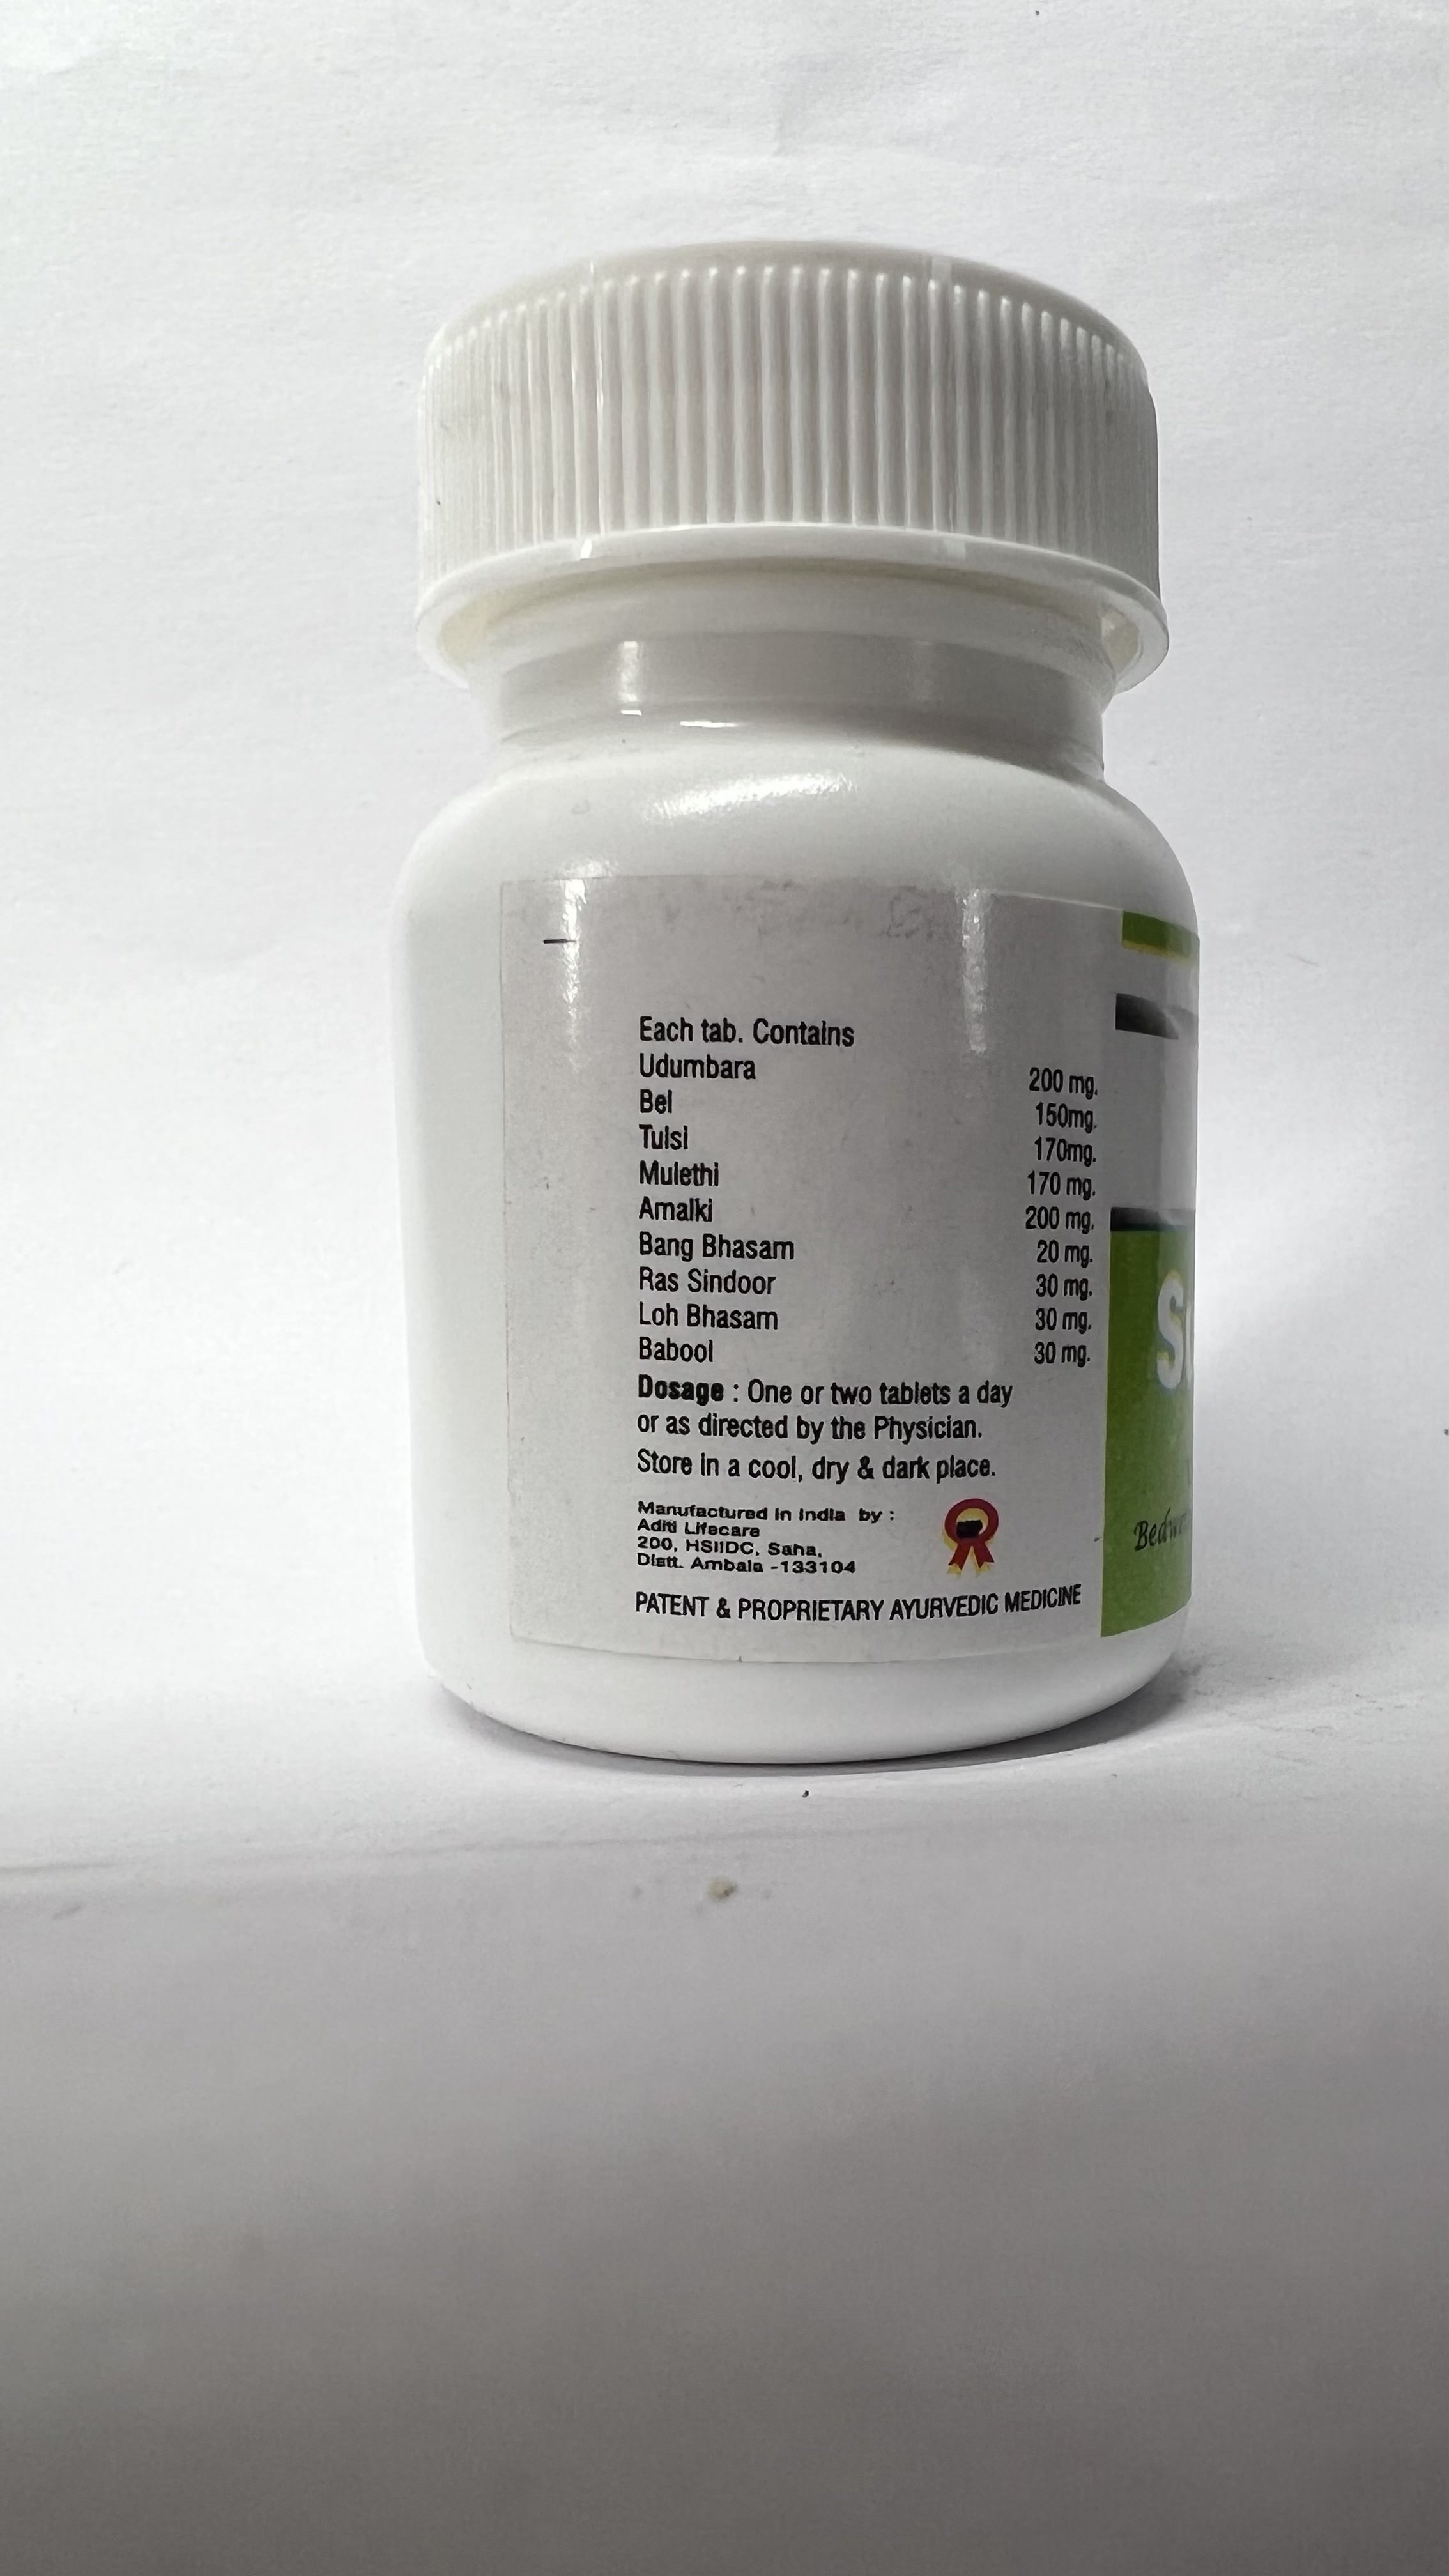 Each tab. Contains
Udumbara 200 mg.
Bel 150mg.
Tulsi 170mg.
Mulethi 170 mg.
Amalki 200 mg.
Bang Bhasam 20 mg.
Ras Sindoor 30 mg.
Loh Bhasam 30 mg.
Babool 30 mg.
Dosage : One or two tablets a day
or as directed by the Physician.
Store in a cool, dry & dark place.
Manufactured in India by :
Aditi Lifecare
200, HSIIDC, Saha,
Distt. Ambala -133104
PATENT & PROPRIETARY AYURVEDIC MEDICINE